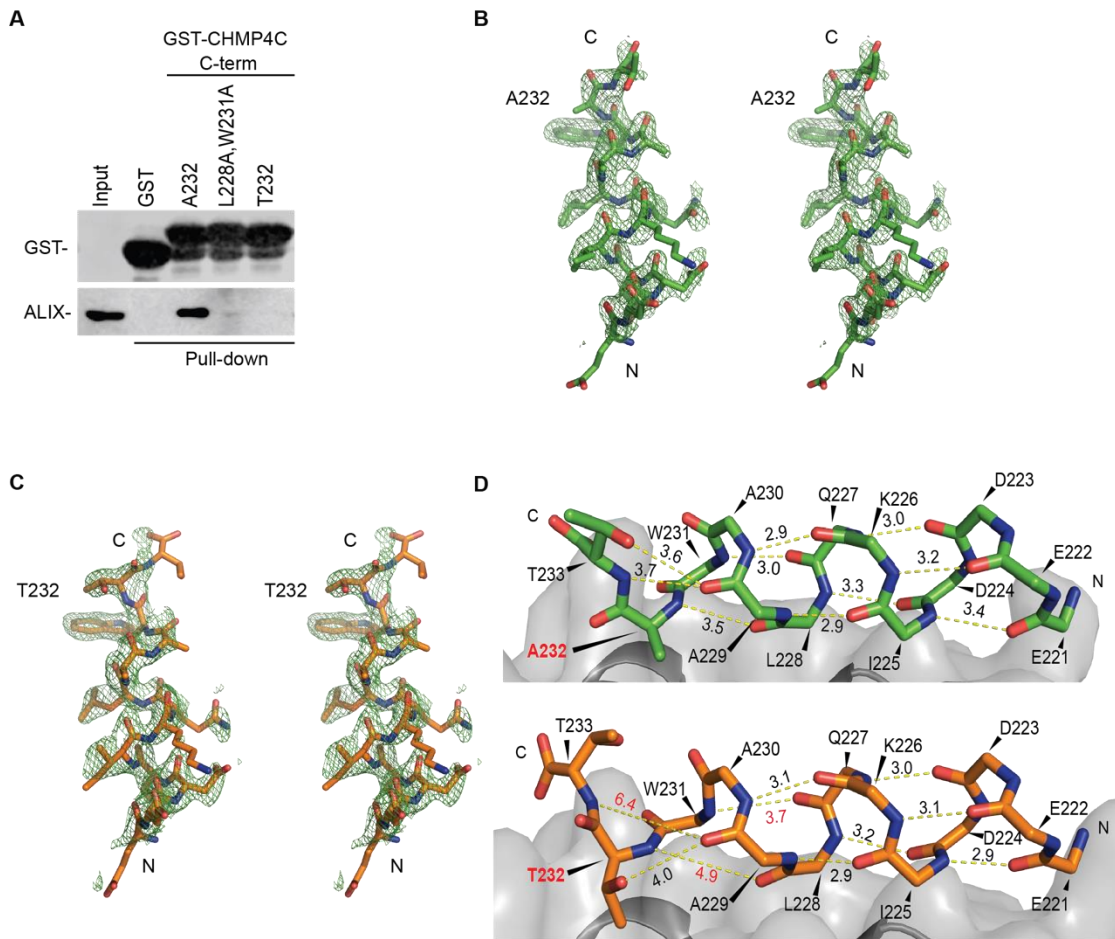 A
GST-CHMP4C
C-term
Input
GST
A232
L228A,W231A
T232
GST-
ALIX-
Pull-down
B
C
C
A232
A232
N
N
C
C
C
T232
T232
N
N
D
D223
Q227
K226
A230
C
2.9
3.0
E222
W231
3.6
N
3.2
T233
3.7
3.0
3.3
D224
3.4
3.5
2.9
A232
A229
L228
E221
I225
T233
Q227
D223
C
A230
K226
3.1
3.0
W231
6.4
3.7
3.1
E222
N
3.2
D224
T232
4.0
4.9
2.9
2.9
A229
L228
E221
I225